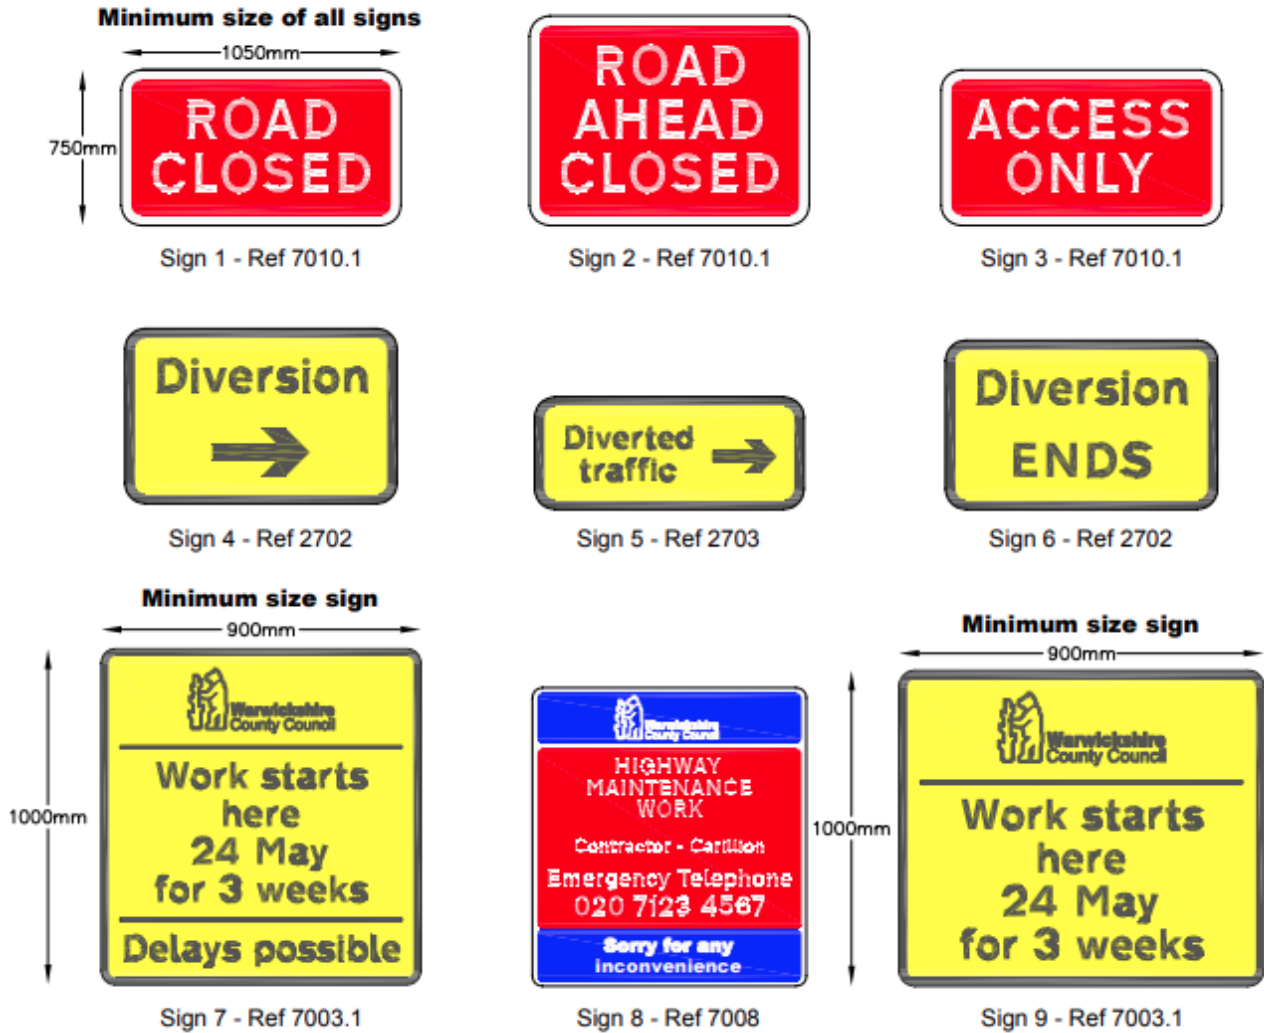 Minimum size of all signs
1050mm
750mm
ROAD
CLOSED
Sign 1 - Ref 7010.1
ROAD
AHEAD
CLOSED
Sign 2 - Ref 7010.1
ACCESS
ONLY
Sign 3 - Ref 7010.1
Diversion
Sign 4 - Ref 2702
Diverted
traffic
Sign 5 - Ref 2703
Diversion
ENDS
Sign 6 - Ref 2702
Minimum size sign
900mm
1000mm
Warwickshire
County Council
Work starts
here
24 May
for 3 weeks
Delays possible
Sign 7 - Ref 7003.1
Warwickshire
County Council
HIGHWAY
MAINTENANCE
WORK
Contractor - Carillion
Emergency Telephone
020 7123 4567
Sorry for any
inconvenience
Sign 8 - Ref 7008
Minimum size sign
900mm
1000mm
Warwickshire
County Council
Work starts
here
24 May
for 3 weeks
Sign 9 - Ref 7003.1